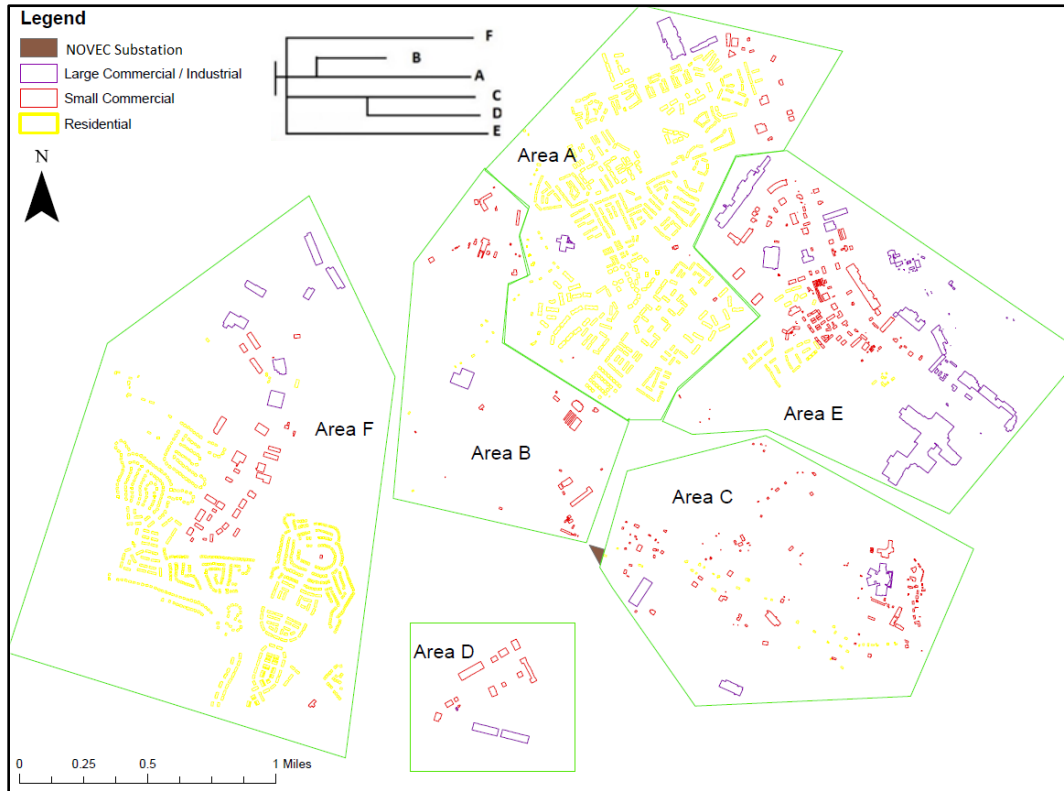 Legend
NOVEC Substation
Large Commercial / Industrial
Small Commercial
Residential
F
B
A
C
D
E
N
Area A
Area E
Area F
Area B
Area C
Area D
0 0.25 0.5 1 Miles